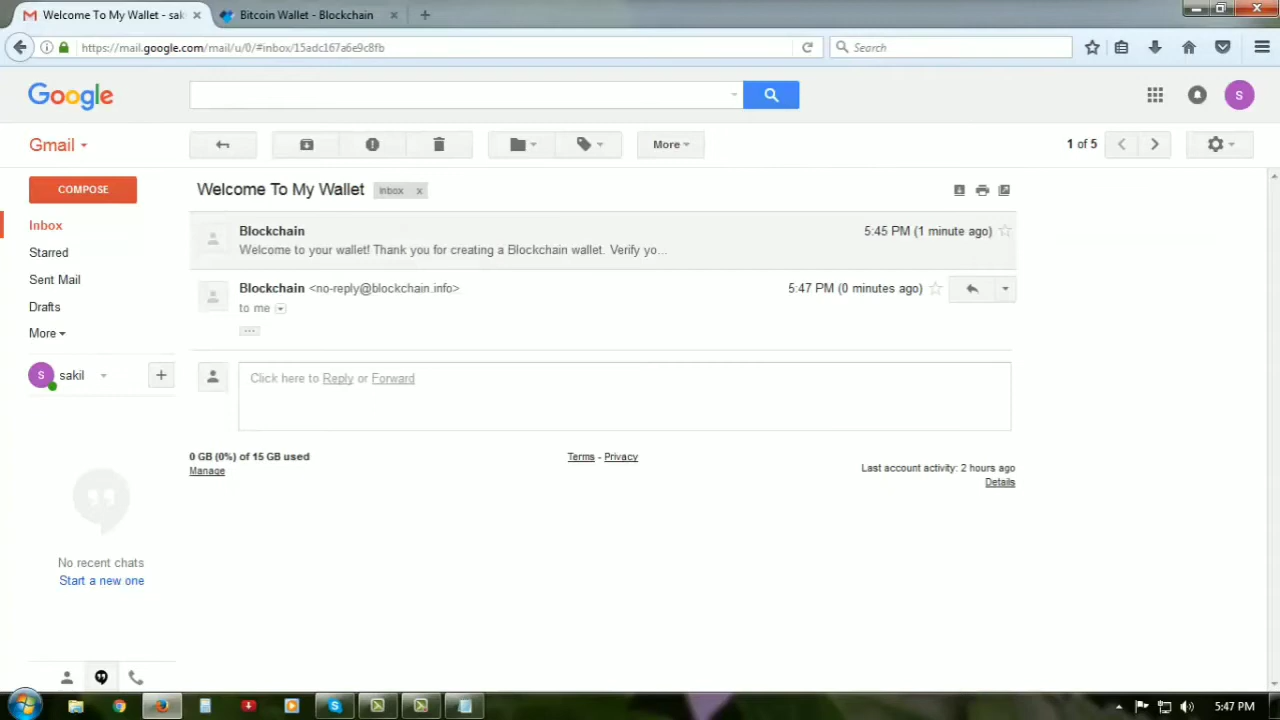 Welcome To My Wallet - sak
Bitcoin Wallet - Blockchain
https://mail.google.com/mail/u/0/#inbox/15adc167a6e9c8fb
Search
Google
S
Gmail
More
1 of 5
COMPOSE
Welcome To My Wallet
Inbox x
Inbox
Starred
Sent Mail
Drafts
More
Blockchain
5:45 PM (1 minute ago)
Welcome to your wallet! Thank you for creating a Blockchain wallet. Verify yo...
Blockchain <no-reply@blockchain.info>
5:47 PM (0 minutes ago)
to me
...
S sakil
+
Click here to Reply or Forward
0 GB (0%) of 15 GB used
Manage
Terms - Privacy
Last account activity: 2 hours ago
Details
No recent chats
Start a new one
5:47 PM